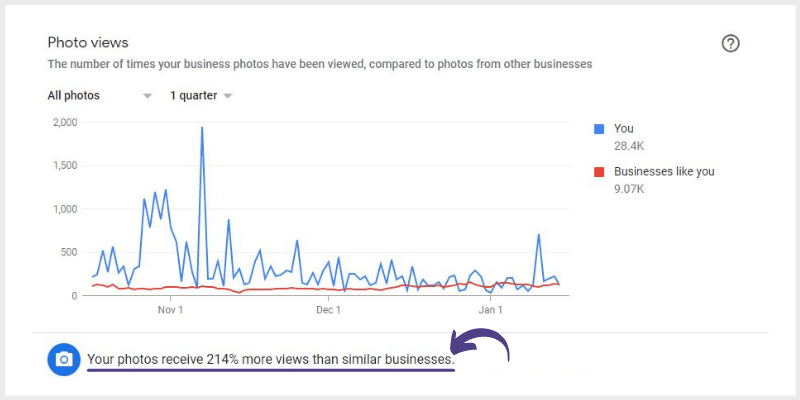 Photo views
The number of times your business photos have been viewed, compared to photos from other businesses
All photos
1 quarter
2,000
1,500
1,000
500
0
Nov 1
Dec 1
Jan 1
You
28.4K
Businesses like you
9.07K
Your photos receive 214% more views than similar businesses.